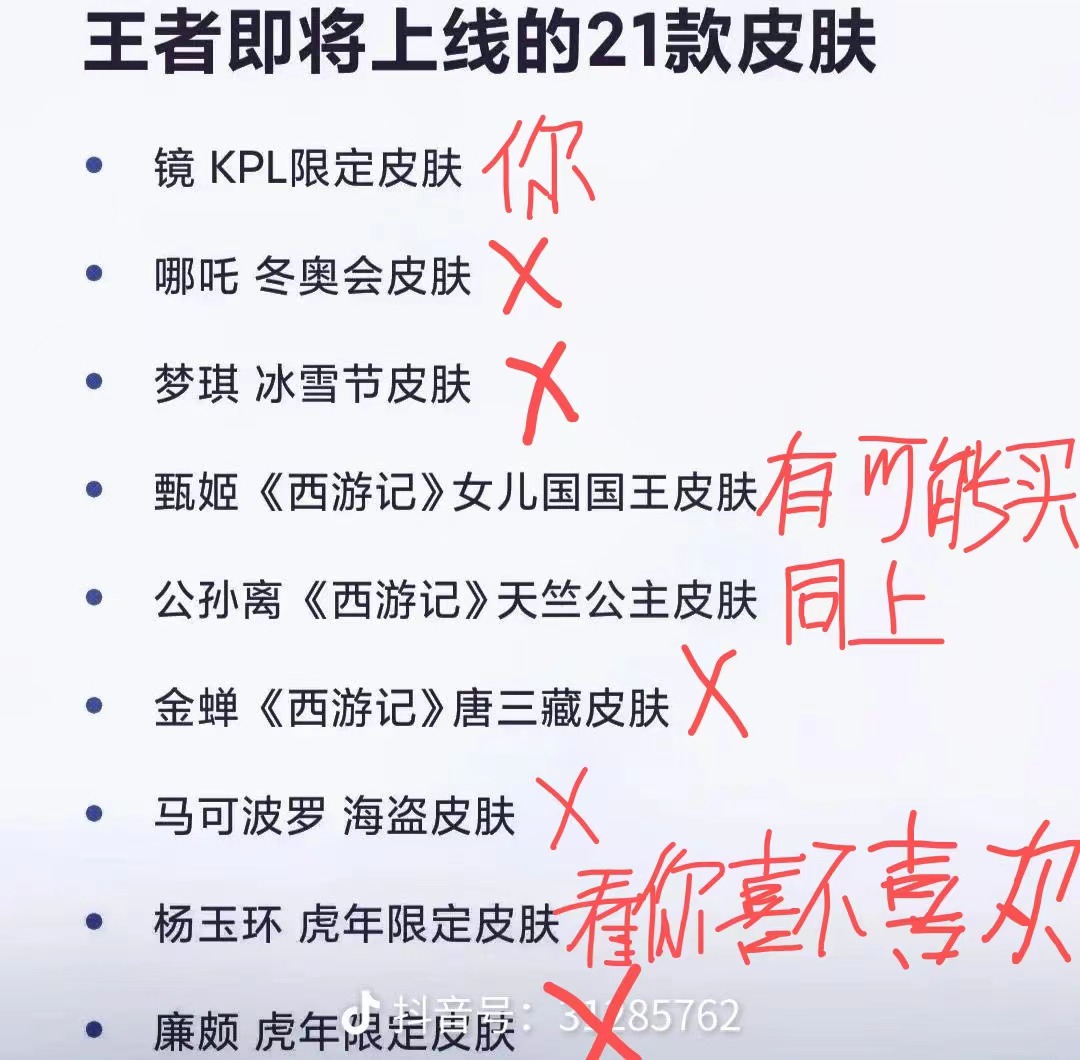 王者即将上线的21款皮肤
镜 KPL限定皮肤 你
哪吒 冬奥会皮肤 X
梦琪 冰雪节皮肤 X
甄姬《西游记》女儿国国王皮肤 有可能买
公孙离《西游记》天竺公主皮肤 同上
金蝉《西游记》唐三藏皮肤 X
马可波罗 海盗皮肤 X
杨玉环 虎年限定皮肤 看你喜不喜欢
廉颇 虎年限定皮肤 X
抖音号：31285762